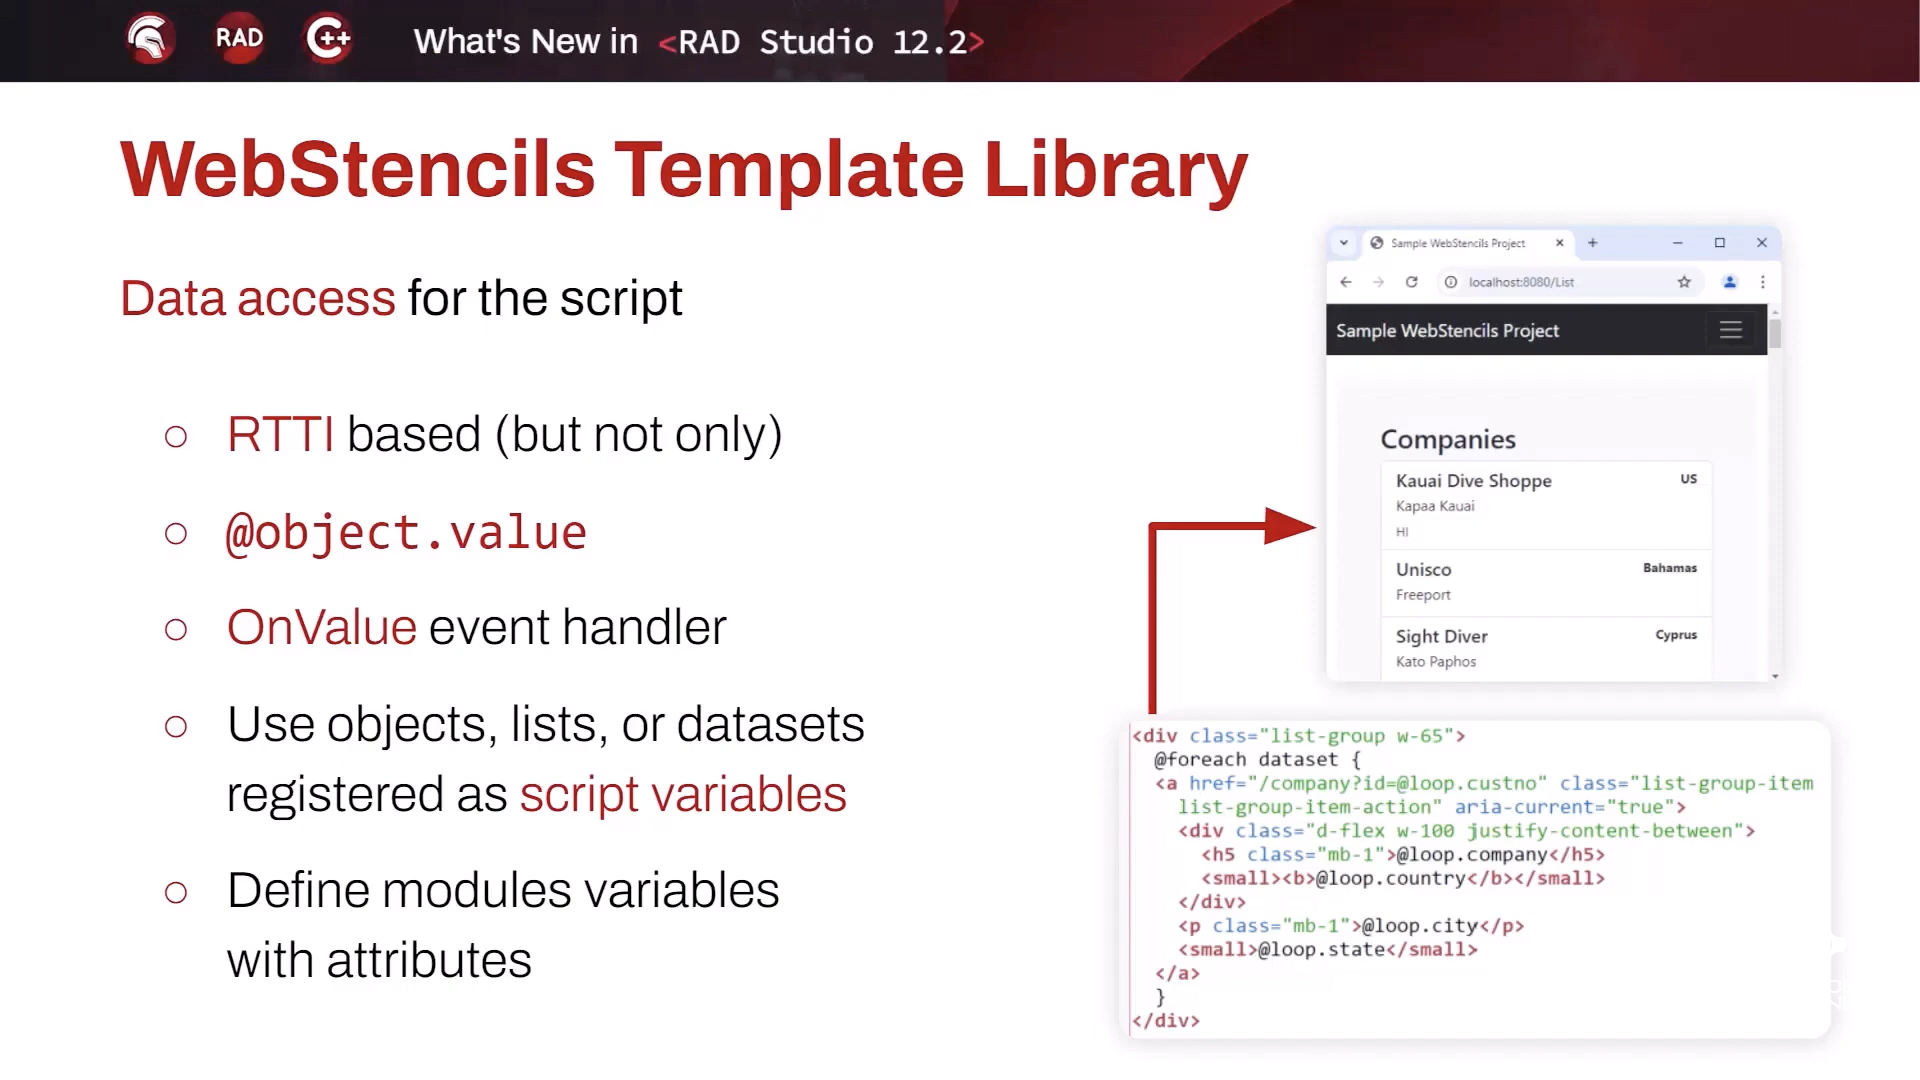 RAD C++ What's New in <RAD Studio 12.2>
WebStencils Template Library
Data access for the script
○ RTTI based (but not only)
○ @object.value
○ OnValue event handler
○ Use objects, lists, or datasets
registered as script variables
○ Define modules variables
with attributes
Sample WebStencils Project
localhost:8080/List
Sample WebStencils Project
Companies
Kauai Dive Shoppe US
Kapaa Kauai
HI
Unisco Bahamas
Freeport
Sight Diver Cyprus
Kato Paphos
<div class="list-group w-65">
@foreach dataset {
<a href="/company?id=@loop.custno" class="list-group-item
list-group-item-action" aria-current="true">
<div class="d-flex w-100 justify-content-between">
<h5 class="mb-1">@loop.company</h5>
<small><b>@loop.country</b></small>
</div>
<p class="mb-1">@loop.city</p>
<small>@loop.state</small>
</a>
}
</div>